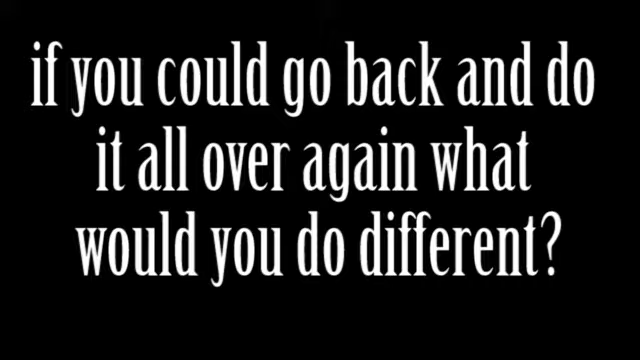 if you could go back and do
it all over again what
would you do different?